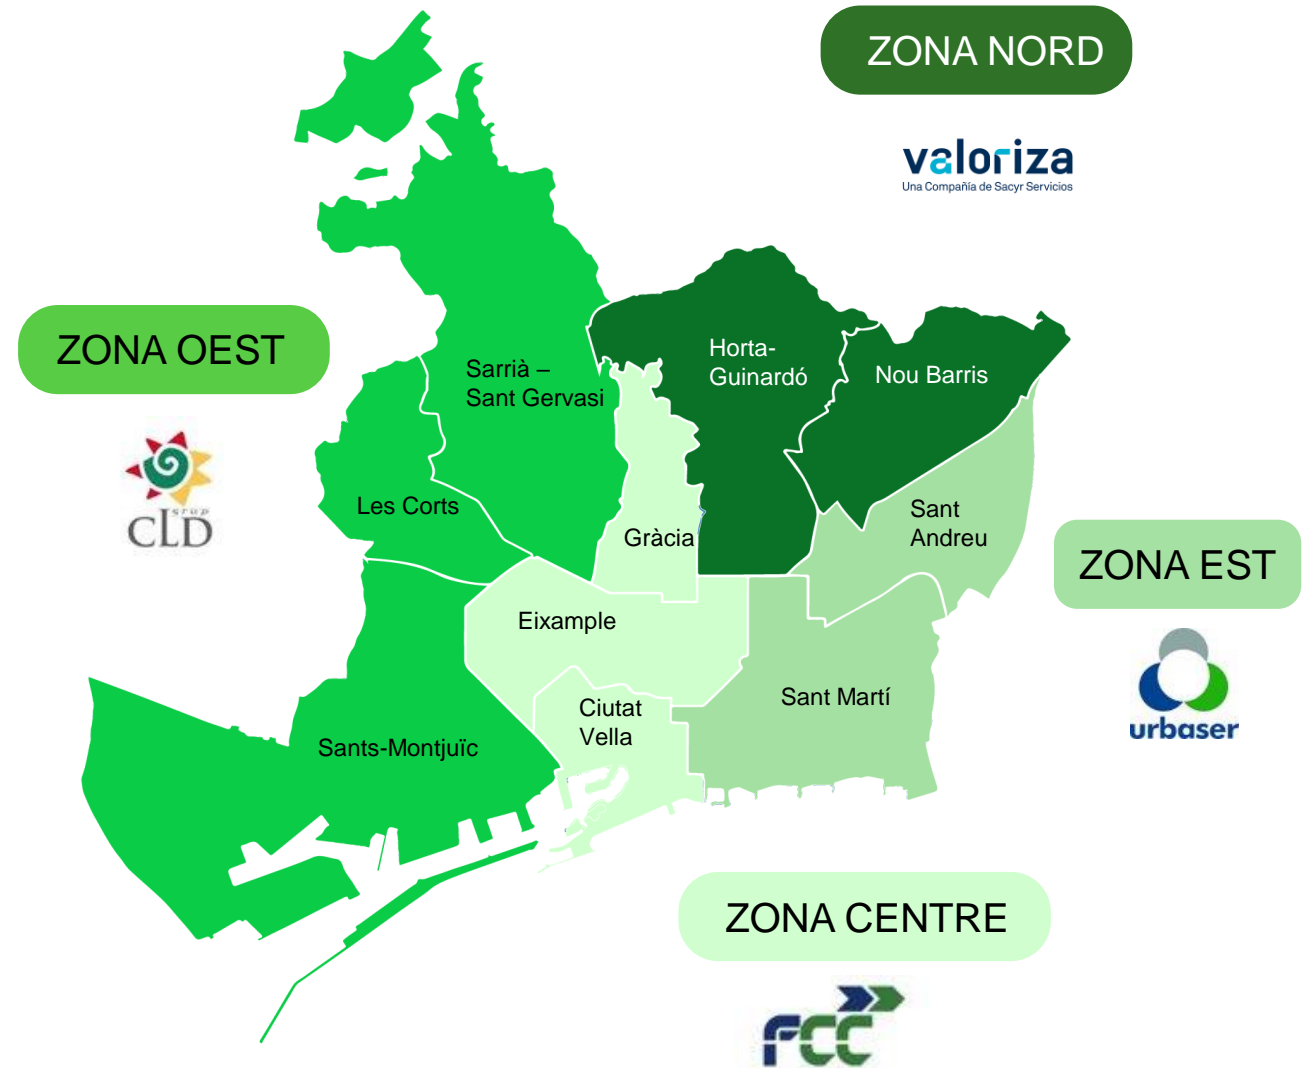 ZONA NORD
valoriza
Una Compañía de Sacyr Servicios
ZONA OEST
grup
CLD
Sarrià –
Sant Gervasi
Horta-
Guinardó
Nou Barris
Les Corts
Gràcia
Sant
Andreu
ZONA EST
urbaser
Eixample
Sant Martí
Ciutat
Vella
Sants-Montjuïc
ZONA CENTRE
FCC